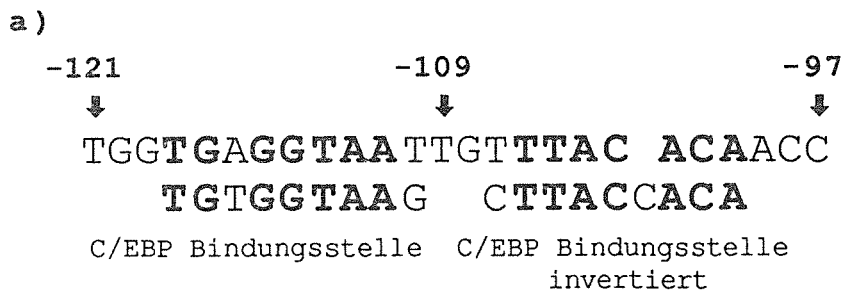 a)
-121 -109 -97
TGGTGAGGTAATTGTTTAC ACAACC
TGTGGTAAG CTTACCACA
C/EBP Bindungsstelle C/EBP Bindungsstelle
invertiert